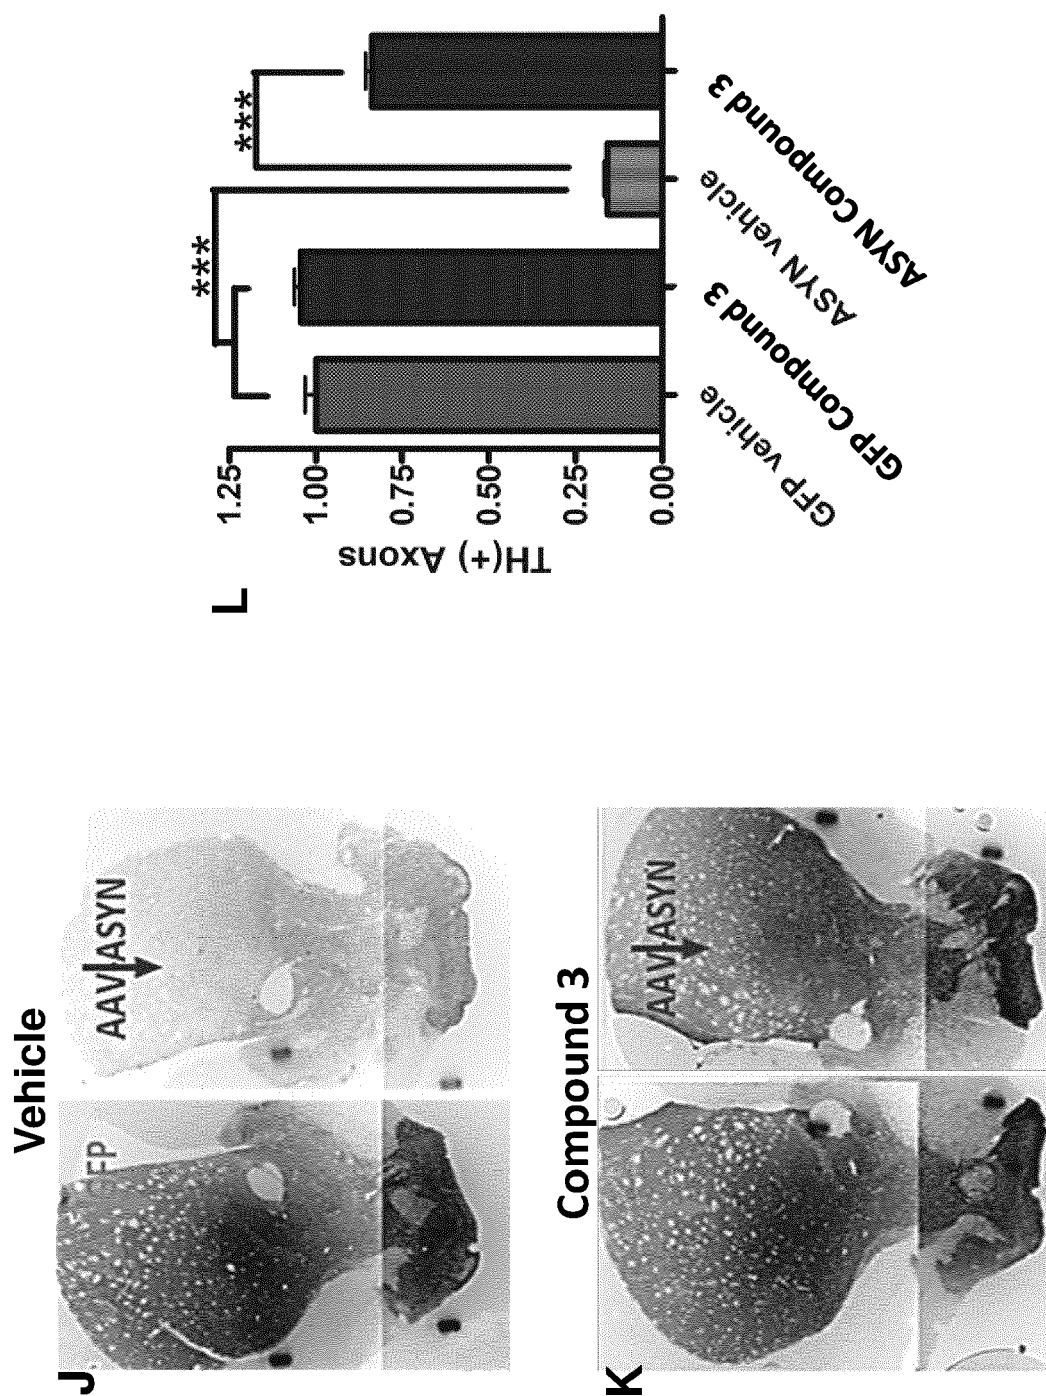 Vehicle
J
FP
AAV ASYN
Compound 3
K
AAV ASYN
L
***
***
TH(+) Axons
1.25
1.00
0.75
0.50
0.25
0.00
GFP vehicle
GFP Compound 3
ASYN vehicle
ASYN Compound 3